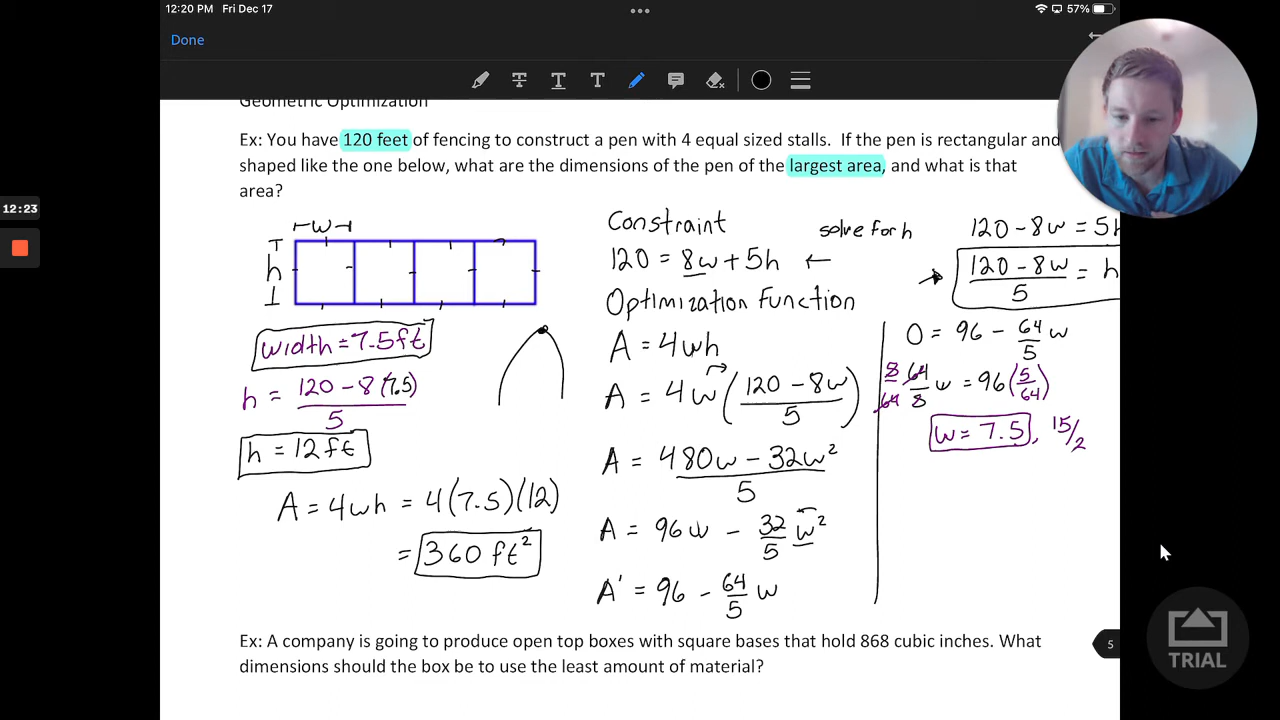 12:20 PM Fri Dec 17
57%
Done
12:23
Geometric Optimization
Ex: You have 120 feet of fencing to construct a pen with 4 equal sized stalls. If the pen is rectangular and
shaped like the one below, what are the dimensions of the pen of the largest area, and what is that
area?
w
h
width = 7.5ft
h = (120 - 8(7.5))/5
h = 12ft
A = 4wh = 4(7.5)(12)
= 360 ft²
Constraint
120 = 8w + 5h ←
Optimization Function
A = 4wh
A = 4w((120 - 8w)/5)
A = (480w - 32w²)/5
A = 96w - 32/5 w²
A' = 96 - 64/5 w
solve for h
120 - 8w = 5h
→ (120 - 8w)/5 = h
0 = 96 - 64/5 w
8/64 64/8 w = 96(5/64)
w = 7.5, 15/2
Ex: A company is going to produce open top boxes with square bases that hold 868 cubic inches. What
dimensions should the box be to use the least amount of material?
5
TRIAL